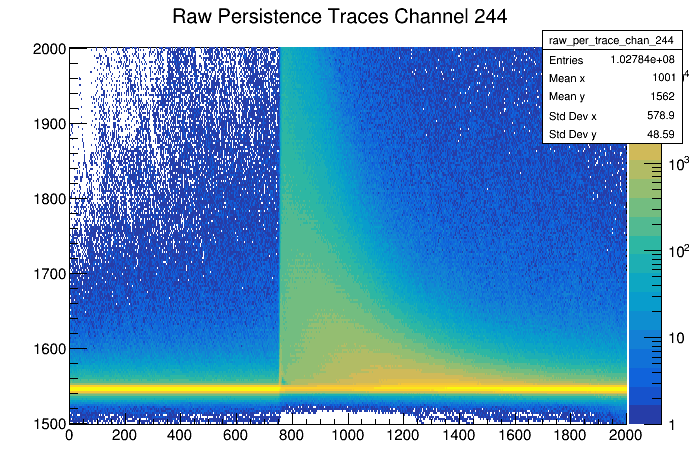 Raw Persistence Traces Channel 244
raw_per_trace_chan_244
Entries 1.02784e+08
Mean x 1001
Mean y 1562
Std Dev x 578.9
Std Dev y 48.59
2000
1900
1800
1700
1600
1500
0 200 400 600 800 1000 1200 1400 1600 1800 2000
4
10³
10²
10
1